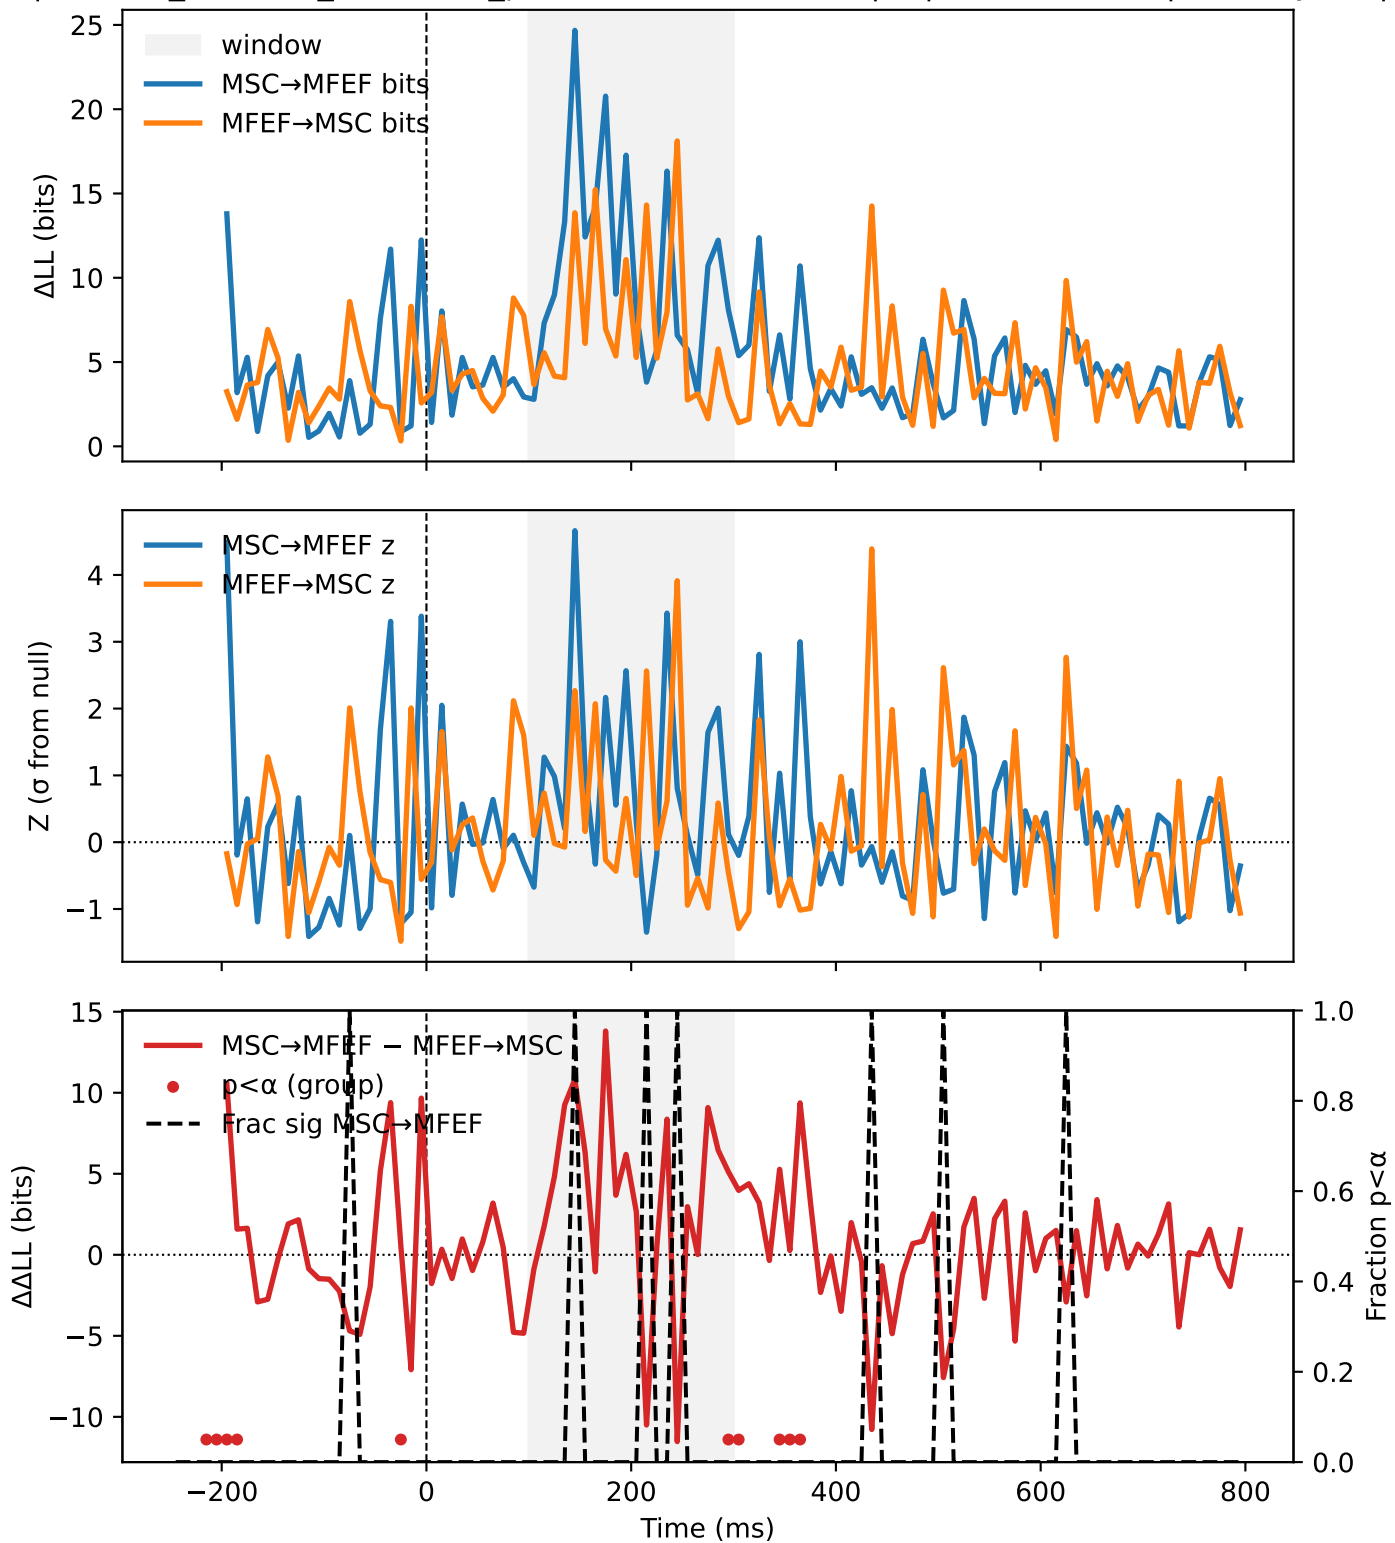 25
window
MSC→MFEF bits
20
MFEF→MSC bits
15
ΔLL (bits)
10
5
0
MSC→MFEF z
4
MFEF→MSC z
3
Z (σ from null)
2
1
0
−1
15
1.0
MSC→MFEF − MFEF→MSC
10
p<α (group)
0.8
Frac sig MSC→MFEF
5
0.6
ΔΔLL (bits)
Fraction p<α
0
0.4
−5
0.2
−10
0.0
−200
0
200
400
600
800
Time (ms)